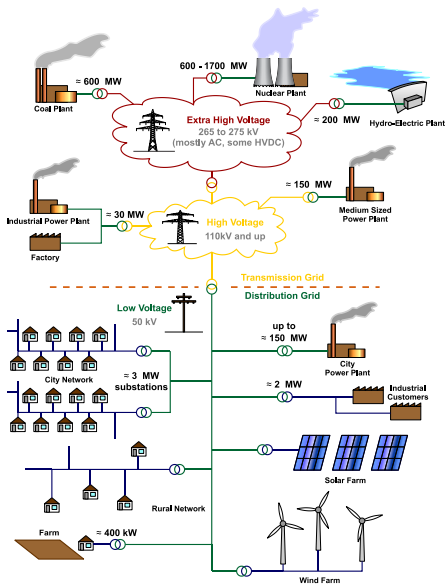 600 - 1700 MW
≈ 600 MW
Nuclear Plant
Coal Plant
Extra High Voltage
265 to 275 kV
(mostly AC, some HVDC)
≈ 200 MW
Hydro-Electric Plant
≈ 150 MW
Industrial Power Plant
≈ 30 MW
High Voltage
110kV and up
Medium Sized
Power Plant
Factory
Transmission Grid
Distribution Grid
Low Voltage
50 kV
up to
≈ 150 MW
City Network
≈ 3 MW
substations
City
Power Plant
≈ 2 MW
Industrial
Customers
Solar Farm
Rural Network
Farm
≈ 400 kW
Wind Farm